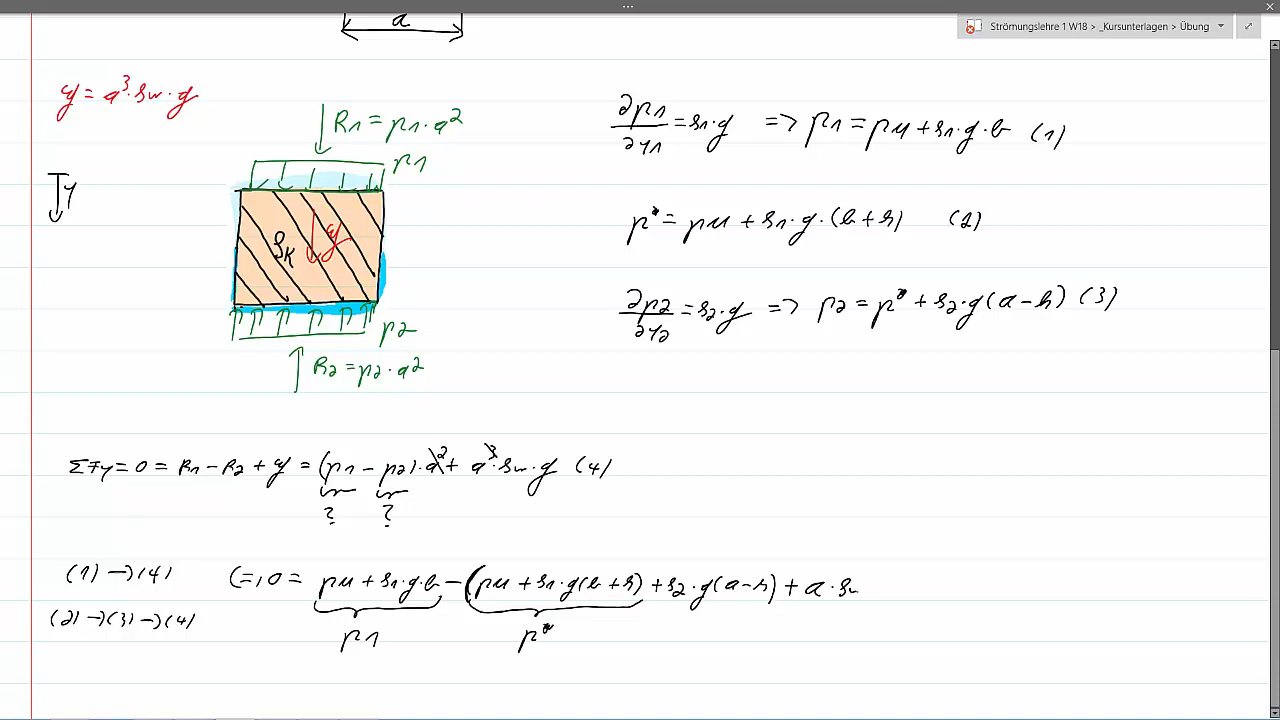 ...
Strömungslehre 1 W18 > _Kursunterlagen > Übung
a
G = a³·ρw·g
R1 = p1·a²
p1
y
ρK
G
p2
R2 = p2·a²
∂p1/∂y1 = ρ1·g => p1 = pu + ρ1·g·b (1)
p* = pu + ρ1·g·(b+h) (2)
∂p2/∂y2 = ρ2·g => p2 = p* + ρ2·g(a-h) (3)
ΣFy = 0 = R1 - R2 + G = (p1 - p2)·a² + a³·ρw·g (4)
? ?
(1) -> (4) (=) 0 = pu + ρ1·g·b - (pu + ρ1·g(b+h) + ρ2·g(a-h) + a·ρw
(2) -> (3) -> (4)
p1 p*